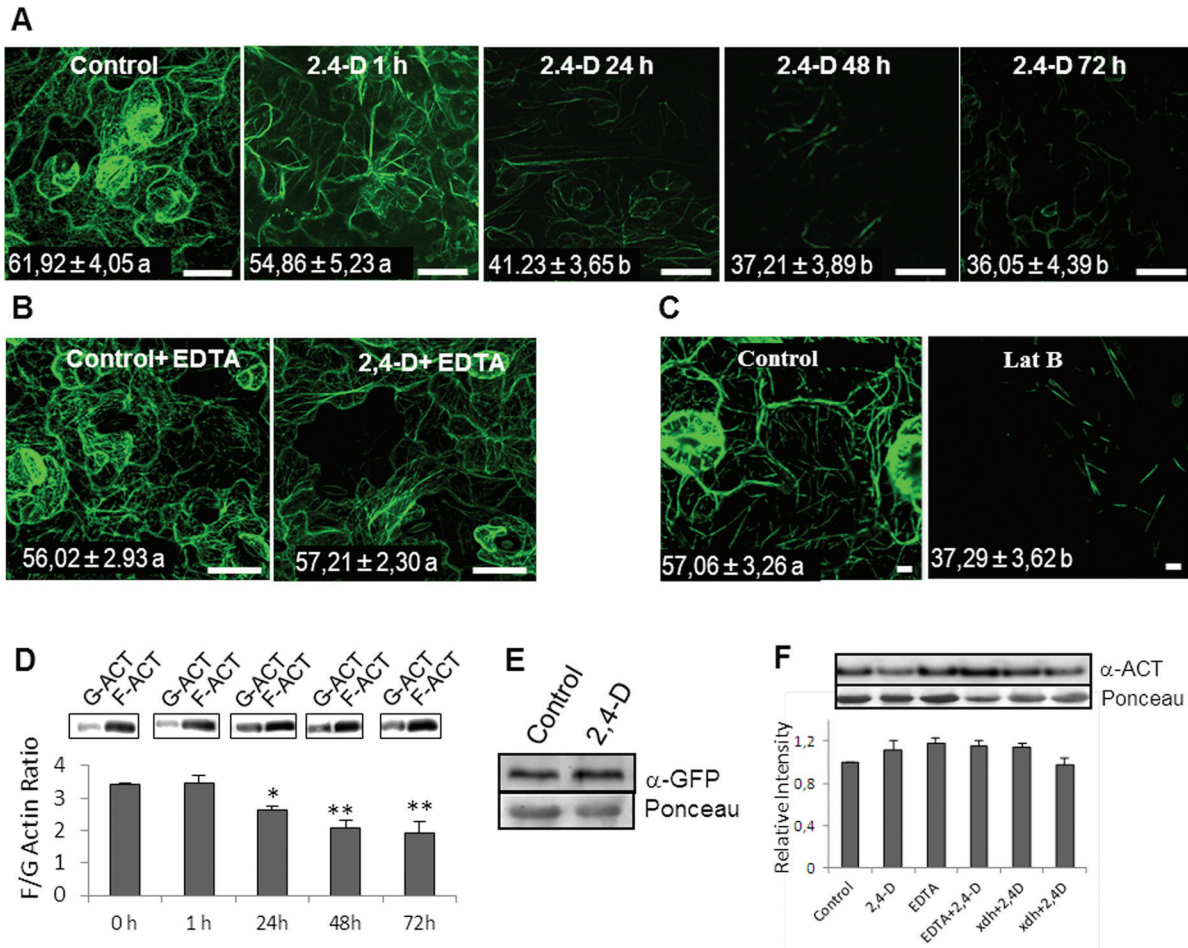 A
Control
2.4-D 1 h
2.4-D 24 h
2.4-D 48 h
2.4-D 72 h
61,92 ± 4,05 a
54,86 ± 5,23 a
41.23 ± 3,65 b
37,21 ± 3,89 b
36,05 ± 4,39 b
B
Control+ EDTA
2,4-D+ EDTA
56,02 ± 2.93 a
57,21 ± 2,30 a
C
Control
Lat B
57,06 ± 3,26 a
37,29 ± 3,62 b
D
G-ACT
F-ACT
G-ACT
F-ACT
G-ACT
F-ACT
G-ACT
F-ACT
G-ACT
F-ACT
F/G Actin Ratio
4
3
2
1
0
*
**
**
0 h
1 h
24h
48h
72h
E
Control
2,4-D
α-GFP
Ponceau
F
α-ACT
Ponceau
Relative Intensity
1,2
0,8
0,4
0
Control
2,4-D
EDTA
EDTA+2,4-D
xdh+2,4D
xdh+2,4D